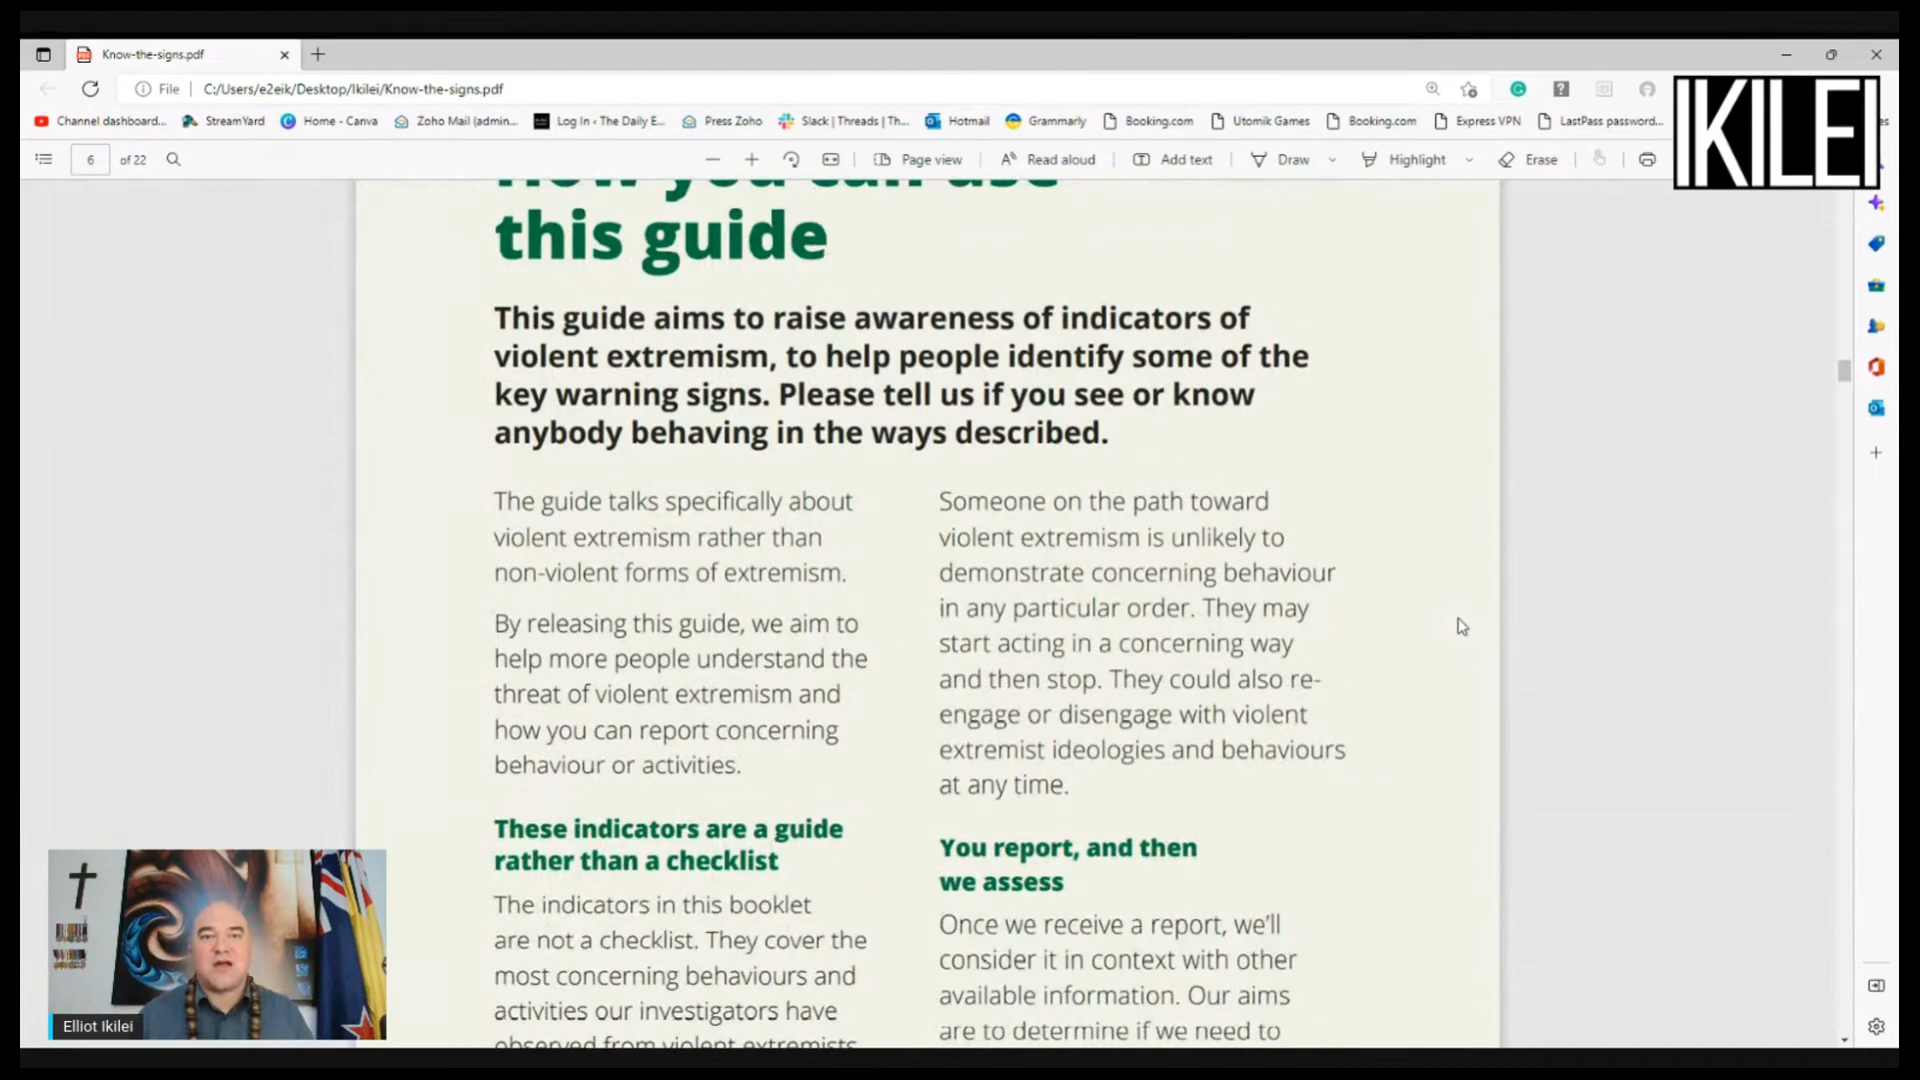 Know-the-signs.pdf
File C:/Users/e2eik/Desktop/Ikilei/Know-the-signs.pdf
IKILEI
Channel dashboard... StreamYard Home - Canva Zoho Mail (admin... Log In ‹ The Daily E... Press Zoho Slack | Threads | Th... Hotmail Grammarly Booking.com Utomik Games Booking.com Express VPN LastPass password...
6 of 22 Page view Read aloud Add text Draw Highlight Erase
How you can use
this guide
This guide aims to raise awareness of indicators of
violent extremism, to help people identify some of the
key warning signs. Please tell us if you see or know
anybody behaving in the ways described.
The guide talks specifically about
violent extremism rather than
non-violent forms of extremism.
By releasing this guide, we aim to
help more people understand the
threat of violent extremism and
how you can report concerning
behaviour or activities.
These indicators are a guide
rather than a checklist
The indicators in this booklet
are not a checklist. They cover the
most concerning behaviours and
activities our investigators have
observed from violent extremists
Someone on the path toward
violent extremism is unlikely to
demonstrate concerning behaviour
in any particular order. They may
start acting in a concerning way
and then stop. They could also re-
engage or disengage with violent
extremist ideologies and behaviours
at any time.
You report, and then
we assess
Once we receive a report, we'll
consider it in context with other
available information. Our aims
are to determine if we need to
Elliot Ikilei